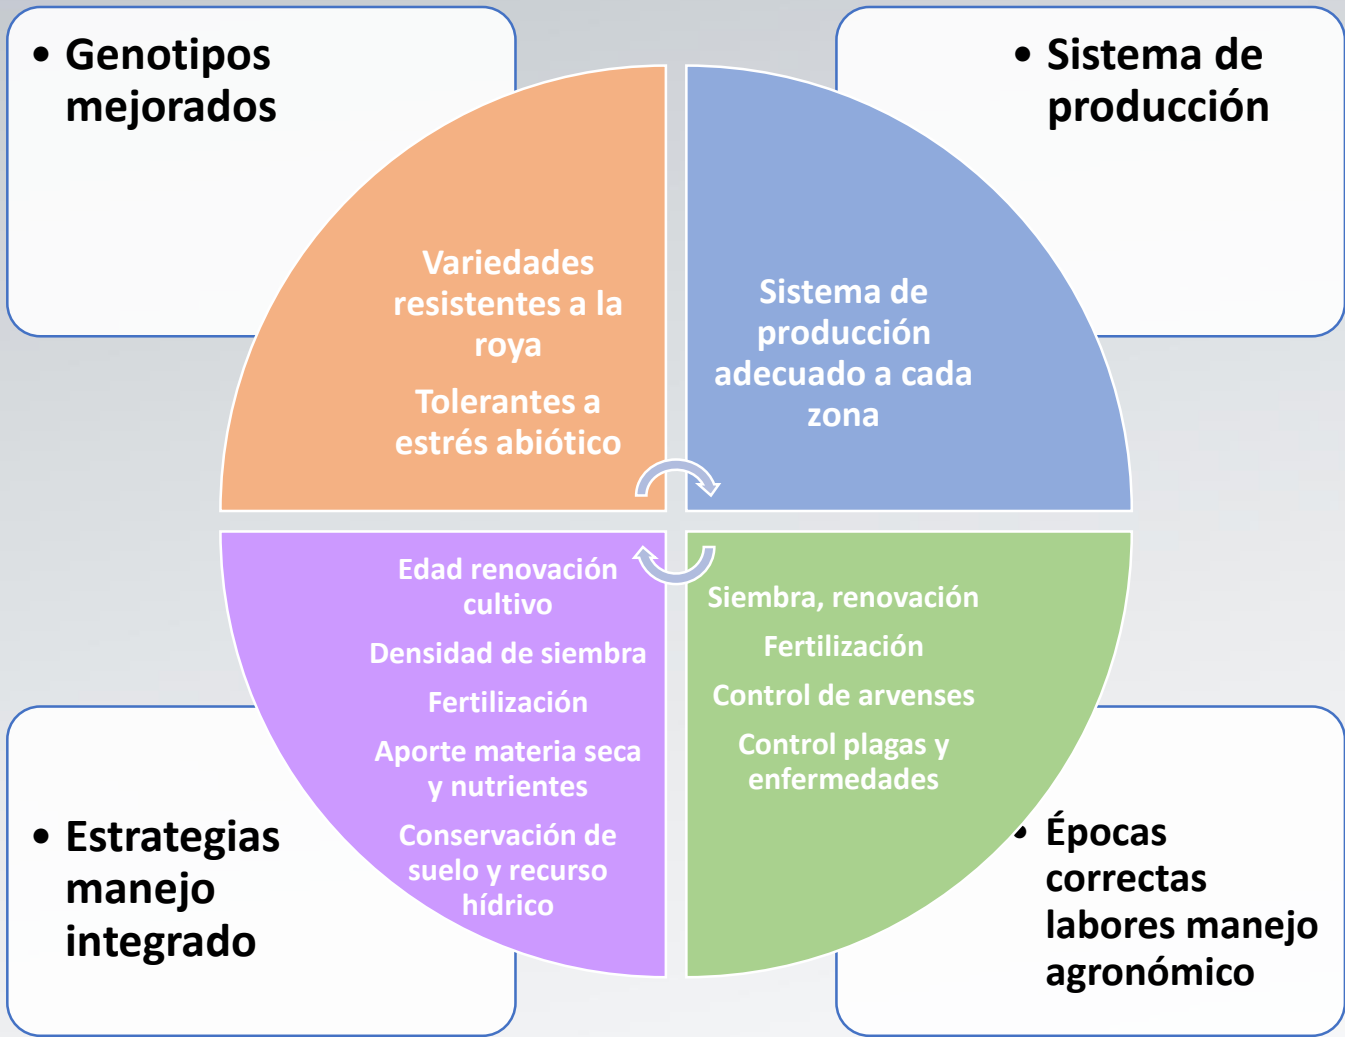 • Genotipos
mejorados
• Sistema de
producción
Variedades
resistentes a la
roya
Tolerantes a
estrés abiótico
Sistema de
producción
adecuado a cada
zona
Edad renovación
cultivo
Densidad de siembra
Fertilización
Aporte materia seca
y nutrientes
Conservación de
suelo y recurso
hídrico
Siembra, renovación
Fertilización
Control de arvenses
Control plagas y
enfermedades
• Estrategias
manejo
integrado
• Épocas
correctas
labores manejo
agronómico